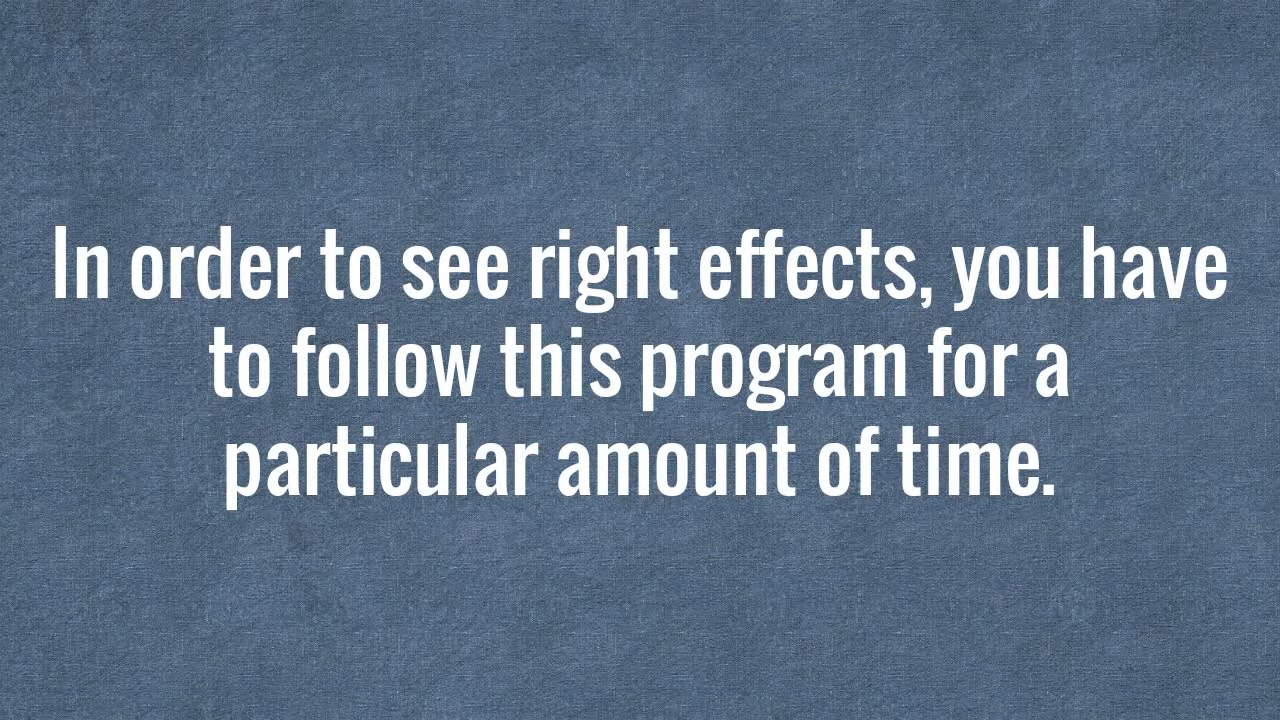 In order to see right effects, you have
to follow this program for a
particular amount of time.